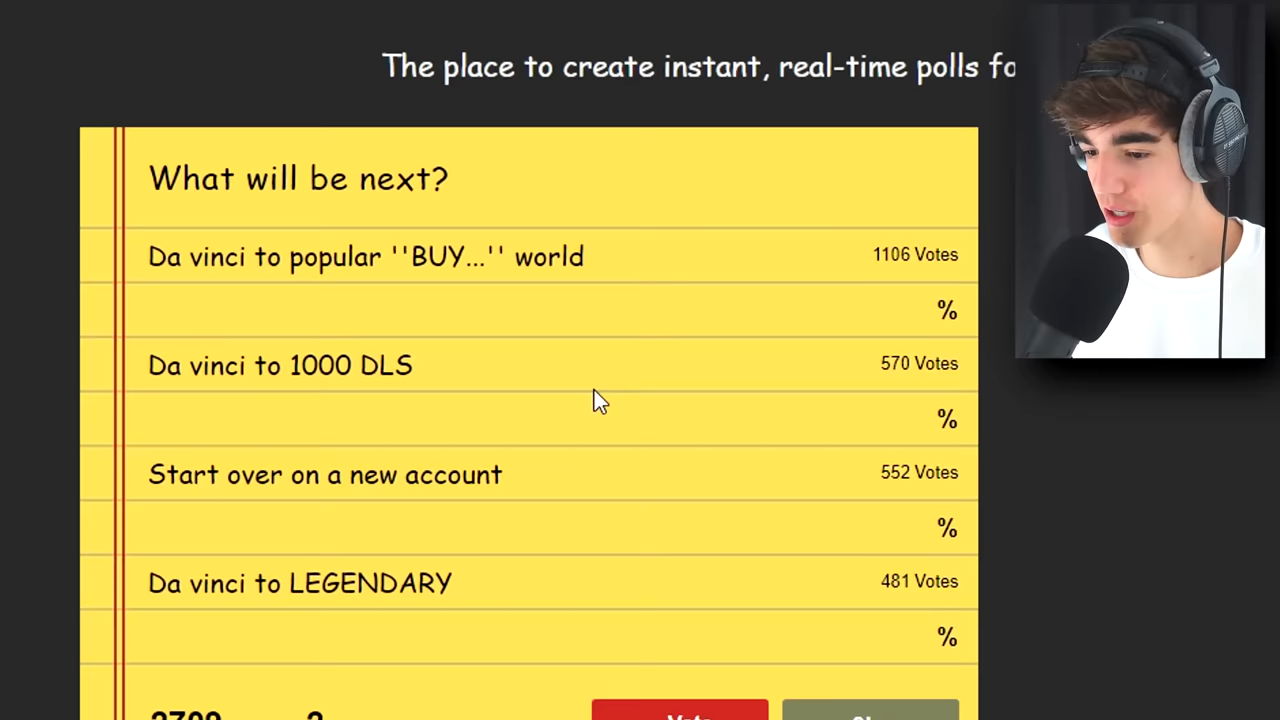 The place to create instant, real-time polls fo
What will be next?
Da vinci to popular ''BUY...'' world
1106 Votes
%
Da vinci to 1000 DLS
570 Votes
%
Start over on a new account
552 Votes
%
Da vinci to LEGENDARY
481 Votes
%
Vote